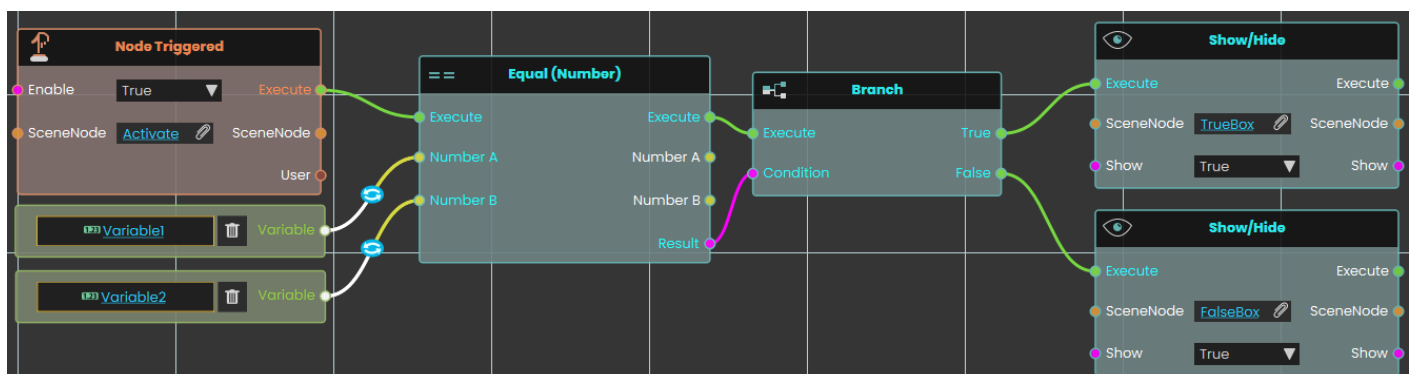 Node Triggered
Enable
True
Execute
SceneNode
Activate
SceneNode
User
123 Variable1
Variable
123 Variable2
Variable
==
Equal (Number)
Execute
Execute
Number A
Number A
Number B
Number B
Result
Branch
Execute
True
Condition
False
Show/Hide
Execute
Execute
SceneNode
TrueBox
SceneNode
Show
True
Show
Show/Hide
Execute
Execute
SceneNode
FalseBox
SceneNode
Show
True
Show